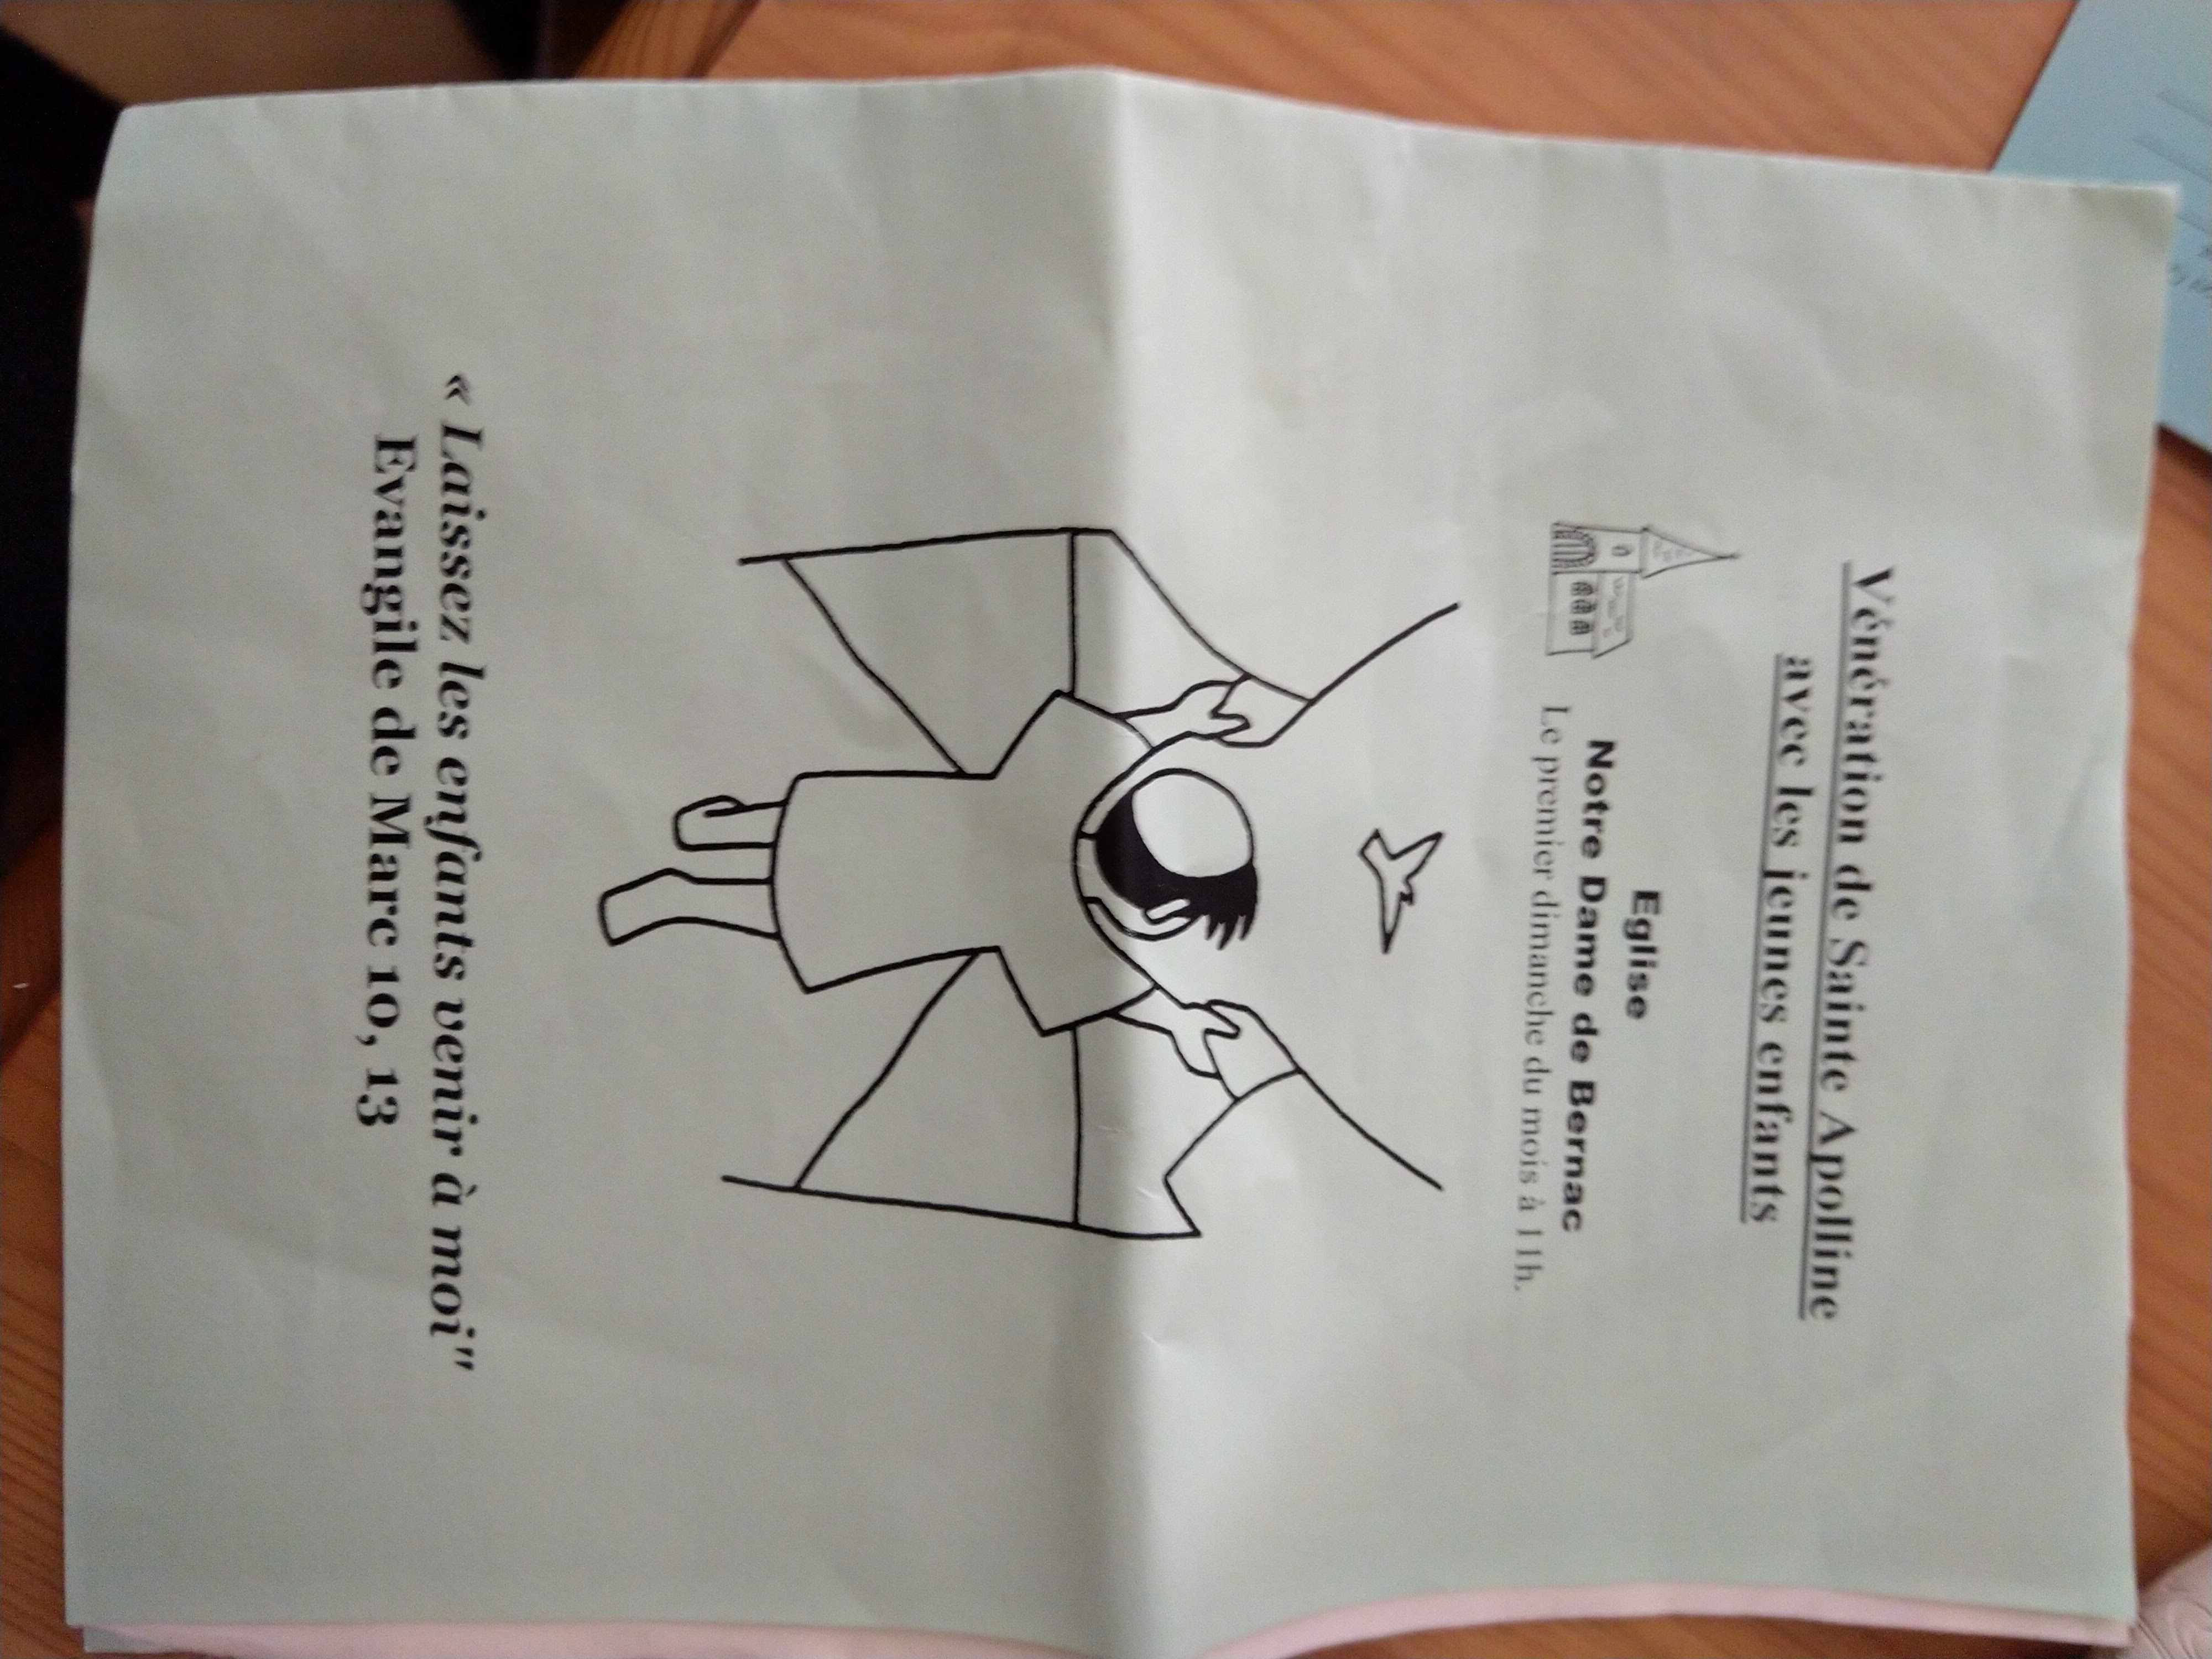 Vénération de Sainte Apolline
avec les jeunes enfants
Eglise
Notre Dame de Bernac
Le premier dimanche du mois à 11h.
« Laissez les enfants venir à moi"
Evangile de Marc 10, 13